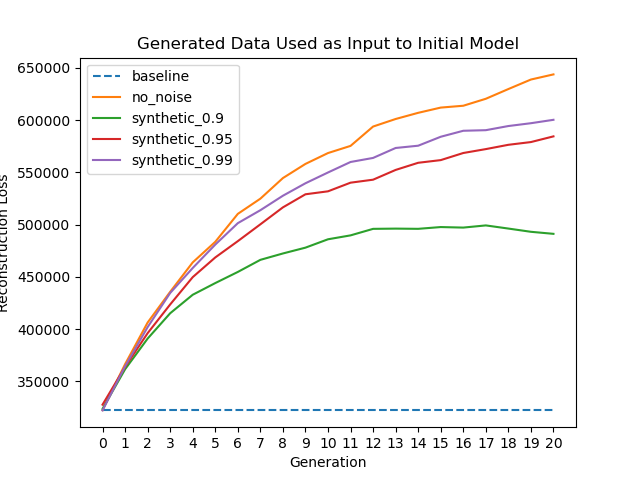 Generated Data Used as Input to Initial Model
650000
600000
550000
500000
450000
400000
350000
Reconstruction Loss
baseline
no_noise
synthetic_0.9
synthetic_0.95
synthetic_0.99
0 1 2 3 4 5 6 7 8 9 10 11 12 13 14 15 16 17 18 19 20
Generation